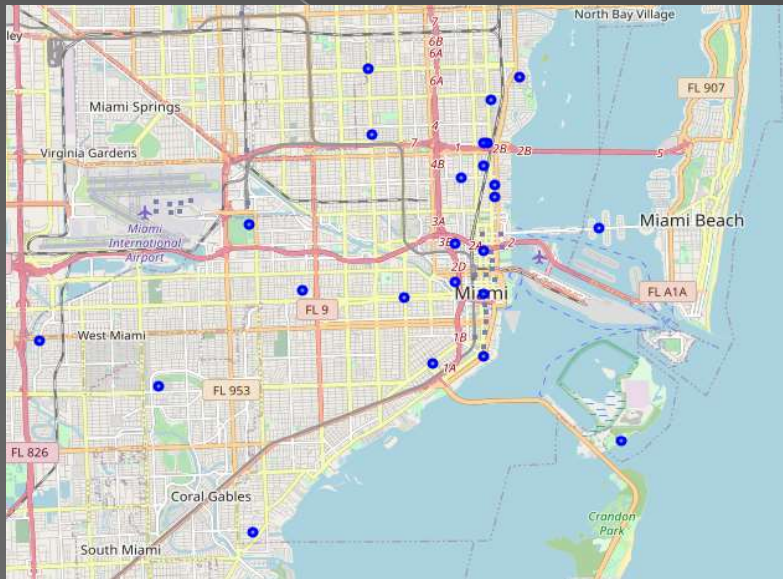 North Bay Village
ley
7
6B
6A
6A
FL 907
Miami Springs
4
7
1
2B
2B
5
Virginia Gardens
4B
Miami
International
Airport
3A
2A
2
Miami Beach
2D
Miami
FL A1A
FL 9
West Miami
1B
1A
FL 953
FL 826
Coral Gables
Crandon
Park
South Miami